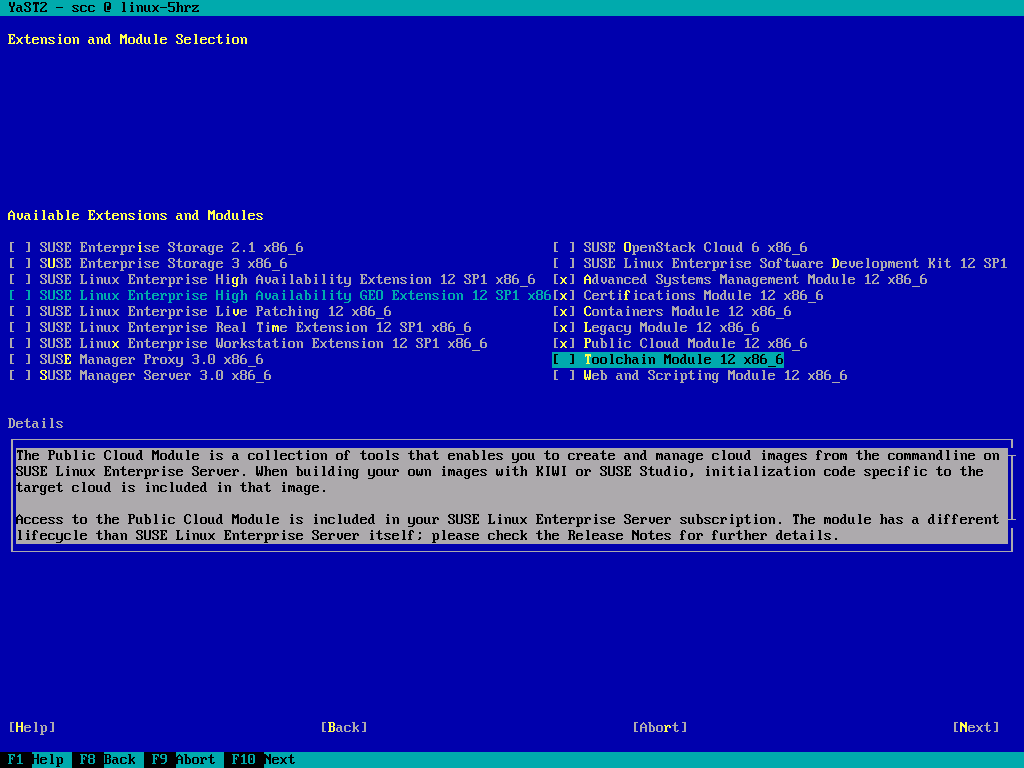 YaST2 - scc @ linux-5hrz
Extension and Module Selection
Available Extensions and Modules
[ ] SUSE Enterprise Storage 2.1 x86_6
[ ] SUSE Enterprise Storage 3 x86_6
[ ] SUSE Linux Enterprise High Availability Extension 12 SP1 x86_6
[ ] SUSE Linux Enterprise High Availability GEO Extension 12 SP1 x86
[ ] SUSE Linux Enterprise Live Patching 12 x86_6
[ ] SUSE Linux Enterprise Real Time Extension 12 SP1 x86_6
[ ] SUSE Linux Enterprise Workstation Extension 12 SP1 x86_6
[ ] SUSE Manager Proxy 3.0 x86_6
[ ] SUSE Manager Server 3.0 x86_6
[ ] SUSE OpenStack Cloud 6 x86_6
[ ] SUSE Linux Enterprise Software Development Kit 12 SP1
[x] Advanced Systems Management Module 12 x86_6
[x] Certifications Module 12 x86_6
[x] Containers Module 12 x86_6
[x] Legacy Module 12 x86_6
[x] Public Cloud Module 12 x86_6
[ ] Toolchain Module 12 x86_6
[ ] Web and Scripting Module 12 x86_6
Details
The Public Cloud Module is a collection of tools that enables you to create and manage cloud images from the commandline on
SUSE Linux Enterprise Server. When building your own images with KIWI or SUSE Studio, initialization code specific to the
target cloud is included in that image.
Access to the Public Cloud Module is included in your SUSE Linux Enterprise Server subscription. The module has a different
lifecycle than SUSE Linux Enterprise Server itself; please check the Release Notes for further details.
[Help] [Back] [Abort] [Next]
F1 Help F8 Back F9 Abort F10 Next